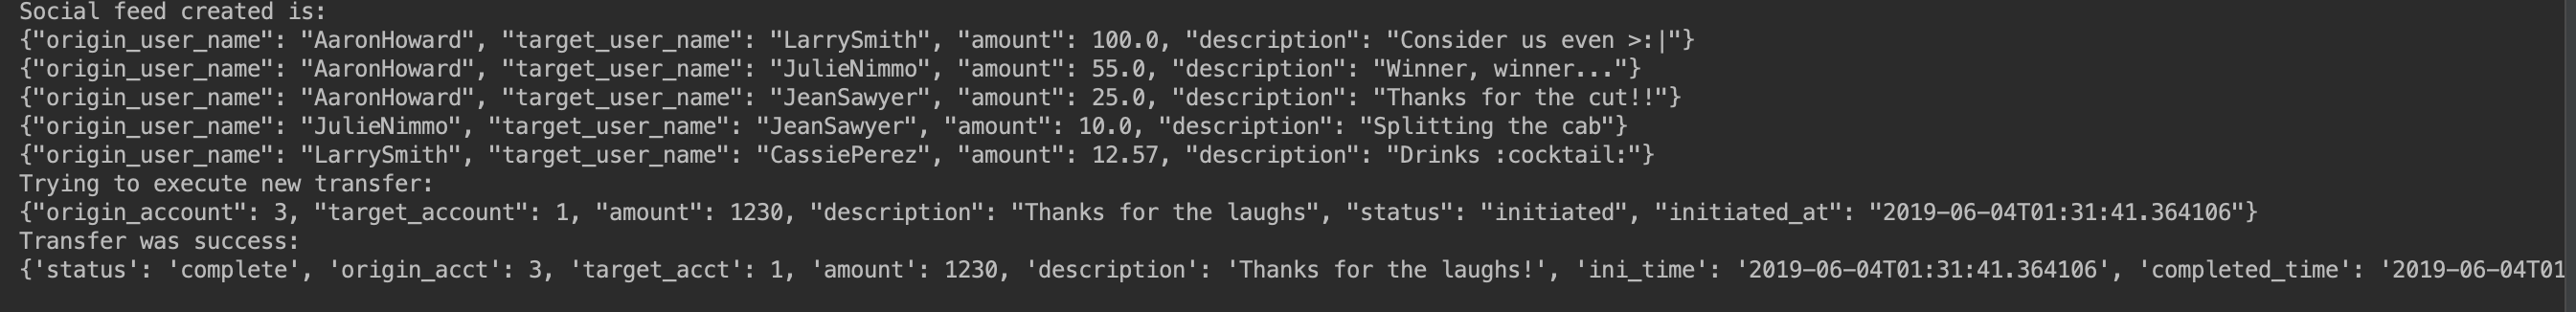 Social feed created is:
{"origin_user_name": "AaronHoward", "target_user_name": "LarrySmith", "amount": 100.0, "description": "Consider us even >:|"}
{"origin_user_name": "AaronHoward", "target_user_name": "JulieNimmo", "amount": 55.0, "description": "Winner, winner..."}
{"origin_user_name": "AaronHoward", "target_user_name": "JeanSawyer", "amount": 25.0, "description": "Thanks for the cut!!"}
{"origin_user_name": "JulieNimmo", "target_user_name": "JeanSawyer", "amount": 10.0, "description": "Splitting the cab"}
{"origin_user_name": "LarrySmith", "target_user_name": "CassiePerez", "amount": 12.57, "description": "Drinks :cocktail:"}
Trying to execute new transfer:
{"origin_account": 3, "target_account": 1, "amount": 1230, "description": "Thanks for the laughs", "status": "initiated", "initiated_at": "2019-06-04T01:31:41.364106"}
Transfer was success:
{'status': 'complete', 'origin_acct': 3, 'target_acct': 1, 'amount': 1230, 'description': 'Thanks for the laughs!', 'ini_time': '2019-06-04T01:31:41.364106', 'completed_time': '2019-06-04T01